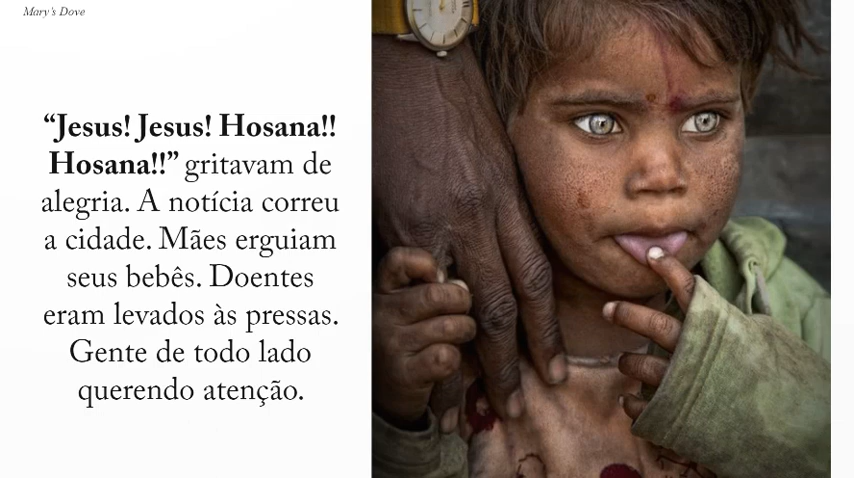 Mary's Dove
“Jesus! Jesus! Hosana!!
Hosana!!” gritavam de
alegria. A notícia correu
a cidade. Mães erguiam
seus bebês. Doentes
eram levados às pressas.
Gente de todo lado
querendo atenção.